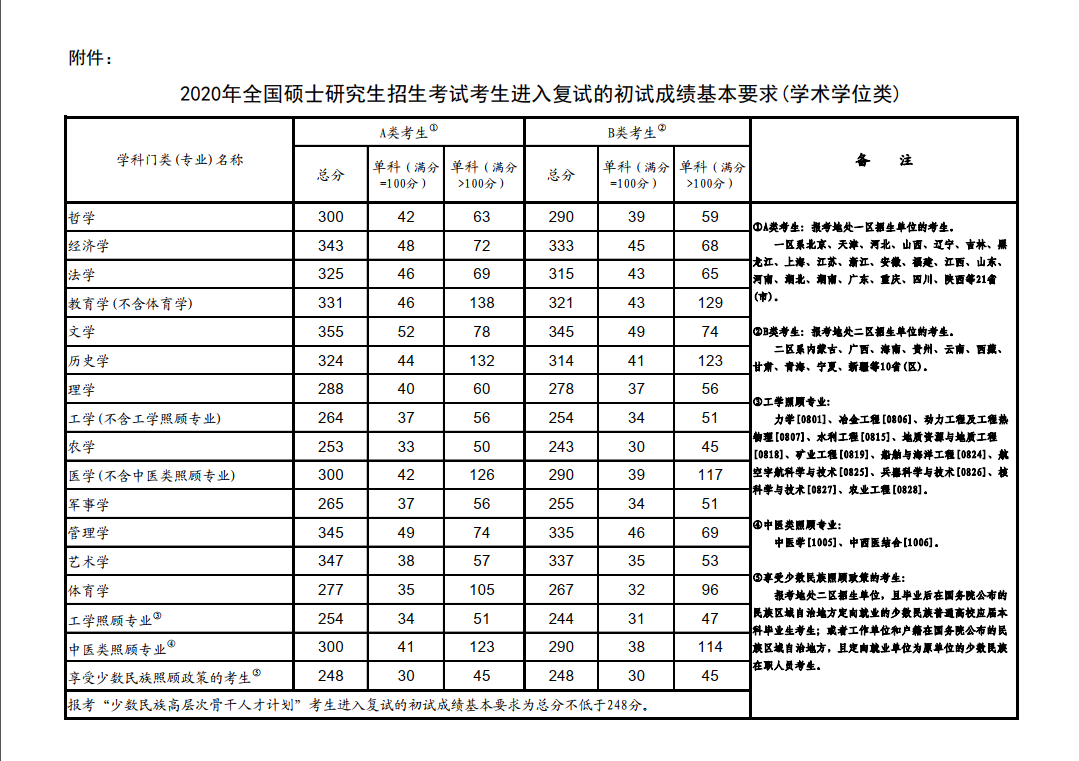 附件：
2020年全国硕士研究生招生考试考生进入复试的初试成绩基本要求(学术学位类)
学科门类(专业)名称 A类考生① B类考生② 备 注
总分 单科（满分=100分） 单科（满分>100分） 总分 单科（满分=100分） 单科（满分>100分）
哲学 300 42 63 290 39 59
经济学 343 48 72 333 45 68
法学 325 46 69 315 43 65
教育学(不含体育学) 331 46 138 321 43 129
文学 355 52 78 345 49 74
历史学 324 44 132 314 41 123
理学 288 40 60 278 37 56
工学(不含工学照顾专业) 264 37 56 254 34 51
农学 253 33 50 243 30 45
医学(不含中医类照顾专业) 300 42 126 290 39 117
军事学 265 37 56 255 34 51
管理学 345 49 74 335 46 69
艺术学 347 38 57 337 35 53
体育学 277 35 105 267 32 96
工学照顾专业③ 254 34 51 244 31 47
中医类照顾专业④ 300 41 123 290 38 114
享受少数民族照顾政策的考生⑤ 248 30 45 248 30 45
报考“少数民族高层次骨干人才计划”考生进入复试的初试成绩基本要求为总分不低于248分。
①A类考生：报考地处一区招生单位的考生。
一区系北京、天津、河北、山西、辽宁、吉林、黑
龙江、上海、江苏、浙江、安徽、福建、江西、山东、
河南、湖北、湖南、广东、重庆、四川、陕西等21省
(市)。
②B类考生：报考地处二区招生单位的考生。
二区系内蒙古、广西、海南、贵州、云南、西藏、
甘肃、青海、宁夏、新疆等10省(区)。
③工学照顾专业：
力学[0801]、冶金工程[0806]、动力工程及工程热
物理[0807]、水利工程[0815]、地质资源与地质工程
[0818]、矿业工程[0819]、船舶与海洋工程[0824]、航
空宇航科学与技术[0825]、兵器科学与技术[0826]、核
科学与技术[0827]、农业工程[0828]。
④中医类照顾专业：
中医学[1005]、中西医结合[1006]。
⑤享受少数民族照顾政策的考生：
报考地处二区招生单位，且毕业后在国务院公布的
民族区域自治地方定向就业的少数民族普通高校应届本
科毕业生考生；或者工作单位和户籍在国务院公布的民
族区域自治地方，且定向就业单位为原单位的少数民族
在职人员考生。